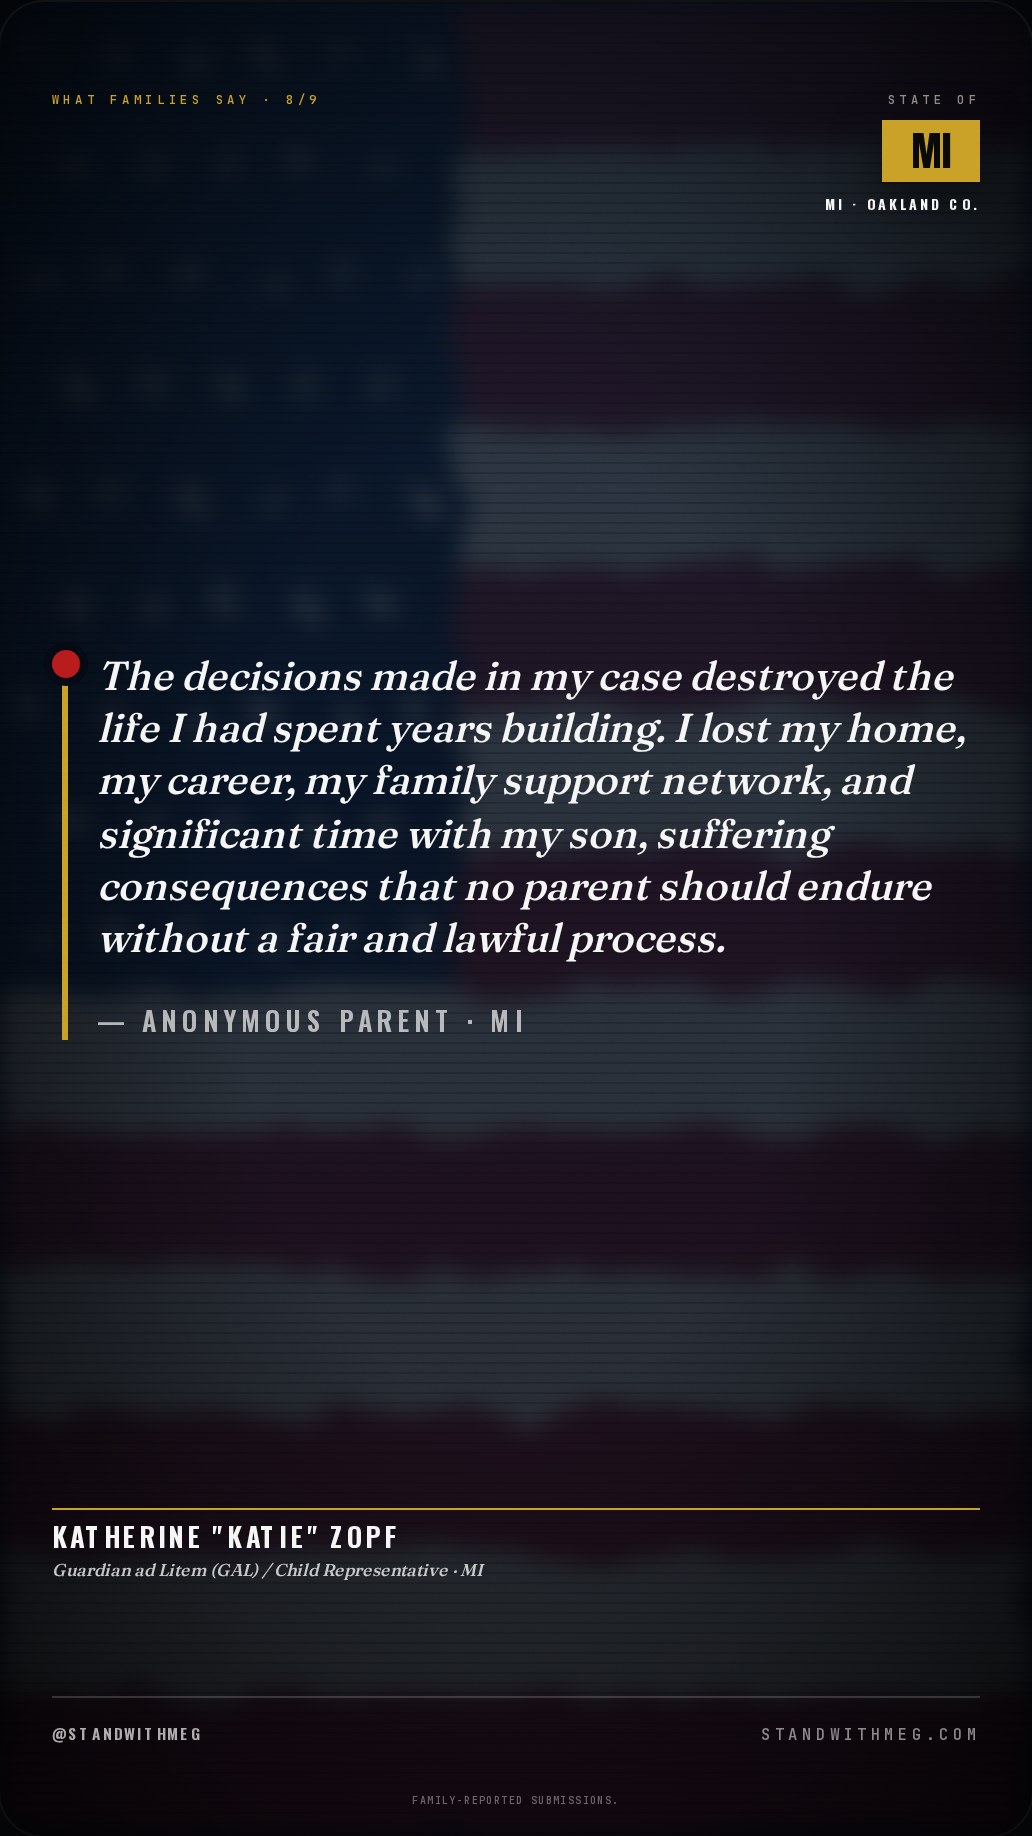 WHAT FAMILIES SAY · 8/9
STATE OF
MI
MI · OAKLAND CO.
The decisions made in my case destroyed the
life I had spent years building. I lost my home,
my career, my family support network, and
significant time with my son, suffering
consequences that no parent should endure
without a fair and lawful process.
— ANONYMOUS PARENT · MI
KATHERINE "KATIE" ZOPF
Guardian ad Litem (GAL) / Child Representative · MI
@STANDWITHMEG
STANDWITHMEG.COM
FAMILY-REPORTED SUBMISSIONS.